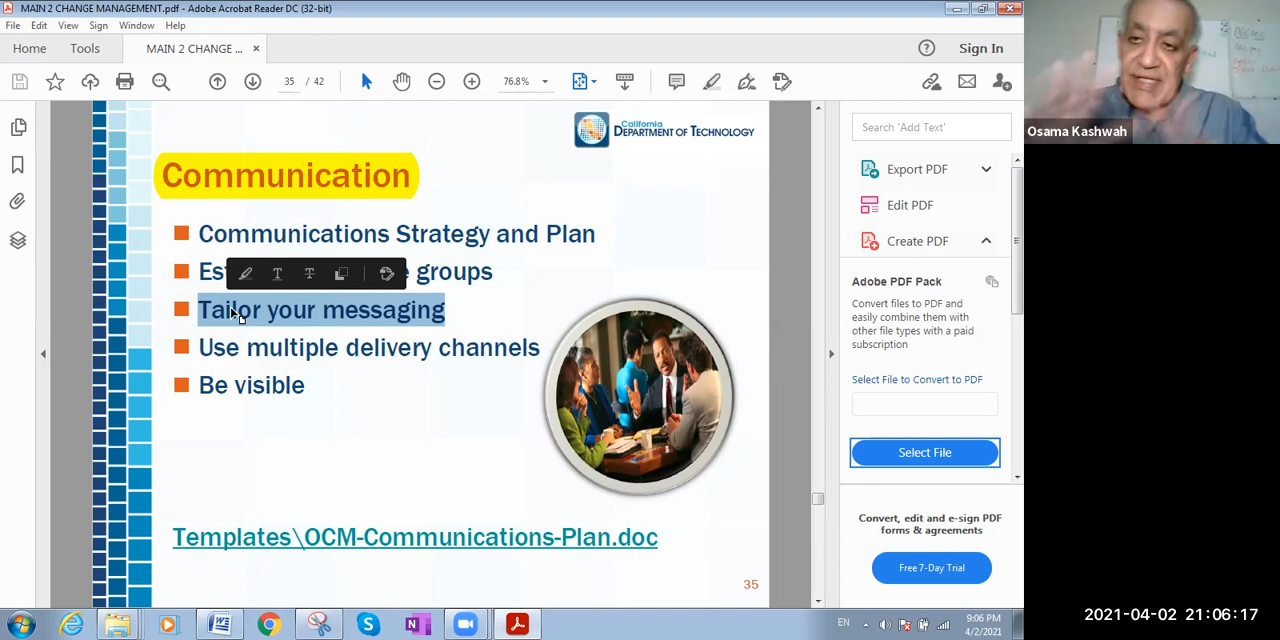 MAIN 2 CHANGE MANAGEMENT.pdf - Adobe Acrobat Reader DC (32-bit)
File Edit View Sign Window Help
Home Tools MAIN 2 CHANGE ... × Sign In
35 / 42 76.8%
Osama Kashwah
California
DEPARTMENT OF TECHNOLOGY
Communication
Communications Strategy and Plan
Est groups
Tailor your messaging
Use multiple delivery channels
Be visible
Templates\OCM-Communications-Plan.doc
35
Search 'Add Text'
Export PDF
Edit PDF
Create PDF
Adobe PDF Pack
Convert files to PDF and
easily combine them with
other file types with a paid
subscription
Select File to Convert to PDF
Select File
Convert, edit and e-sign PDF
forms & agreements
Free 7-Day Trial
EN
9:06 PM
4/2/2021
2021-04-02 21:06:17